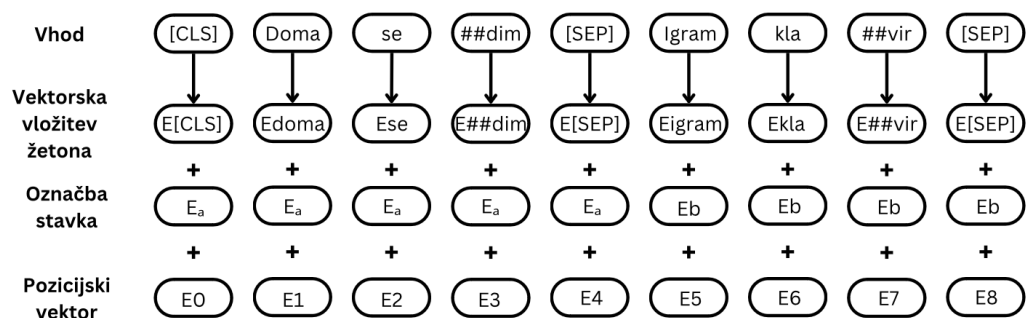 Vhod [CLS] Doma se ##dim [SEP] Igram kla ##vir [SEP]
Vektorska
vložitev
žetona
E[CLS] Edoma Ese E##dim E[SEP] Eigram Ekla E##vir E[SEP]
+ + + + + + + + +
Označba
stavka
Eₐ Eₐ Eₐ Eₐ Eₐ Eb Eb Eb Eb
+ + + + + + + + +
Pozicijski
vektor
E0 E1 E2 E3 E4 E5 E6 E7 E8